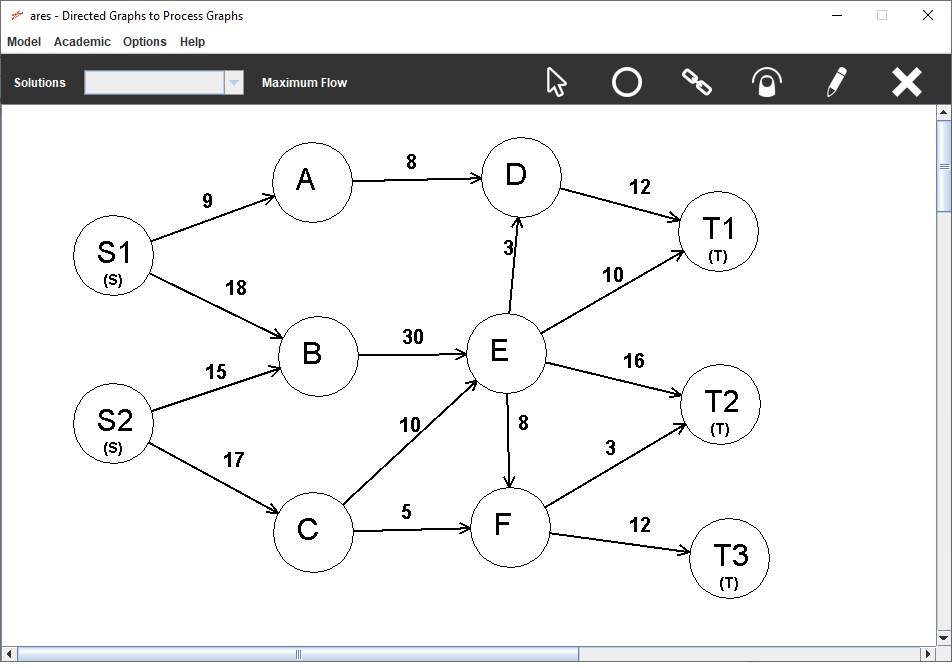 ares - Directed Graphs to Process Graphs
Model Academic Options Help
Solutions Maximum Flow
A 8 D
9 12
S1 (S)
T1 (T)
3
10
18
B 30 E
16
15
S2 (S)
T2 (T)
10
8
3
17
C 5 F
12
T3 (T)